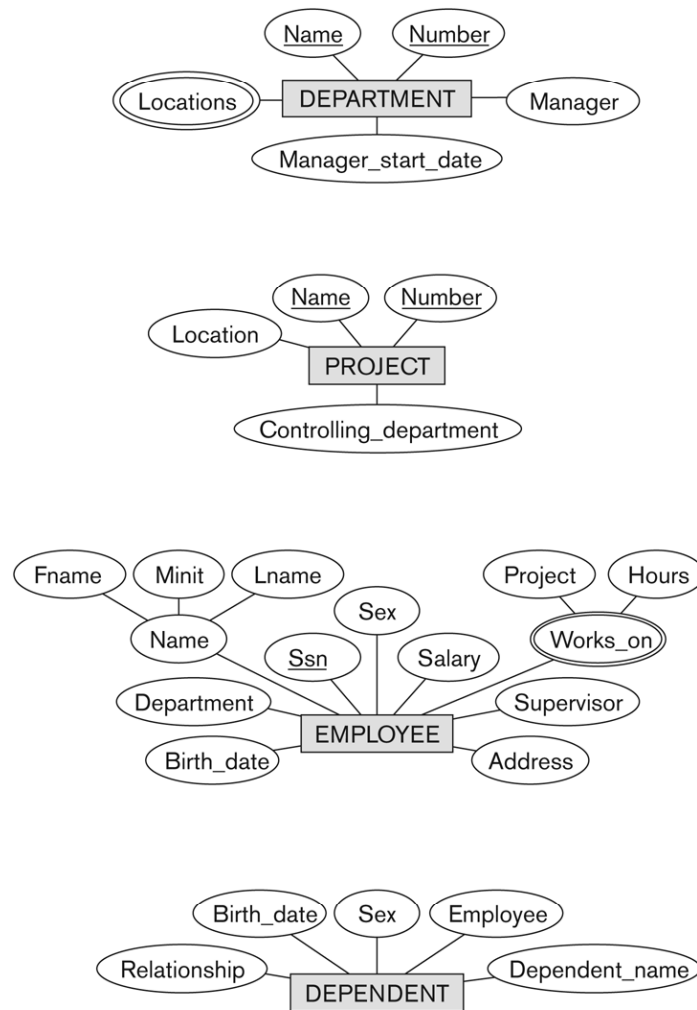 Name Number
Locations DEPARTMENT Manager
Manager_start_date
Name Number
Location
PROJECT
Controlling_department
Fname Minit Lname Project Hours
Sex
Name Works_on
Ssn Salary
Department Supervisor
EMPLOYEE
Birth_date Address
Birth_date Sex Employee
Relationship Dependent_name
DEPENDENT